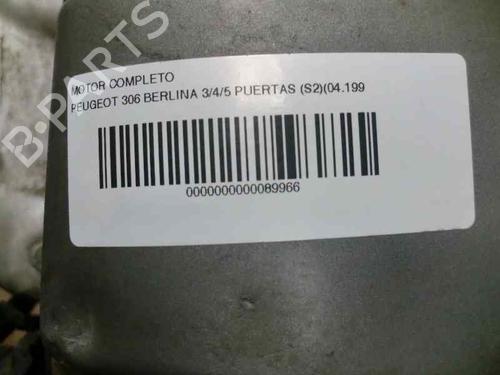 MOTOR COMPLETO
PEUGEOT 306 BERLINA 3/4/5 PUERTAS (S2)(04.199
0000000000089966
B-PARTS